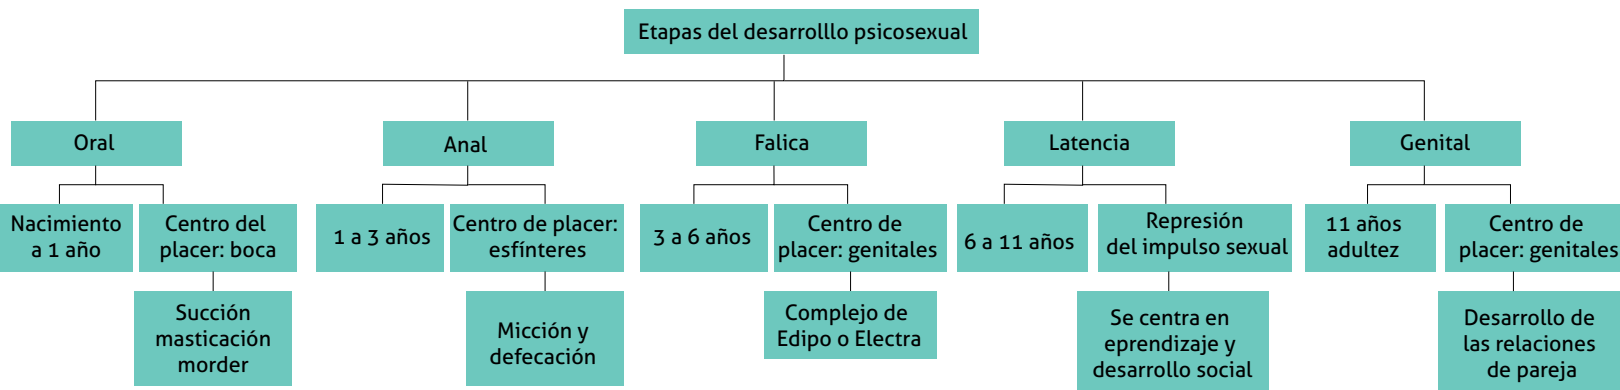 Etapas del desarrolllo psicosexual
Oral
Anal
Falica
Latencia
Genital
Nacimiento
a 1 año
Centro del
placer: boca
1 a 3 años
Centro de placer:
esfínteres
3 a 6 años
Centro de
placer: genitales
6 a 11 años
Represión
del impulso sexual
11 años
adultez
Centro de
placer: genitales
Succión
masticación
morder
Micción y
defecación
Complejo de
Edipo o Electra
Se centra en
eprendizaje y
desarrollo social
Desarrollo de
las relaciones
de pareja